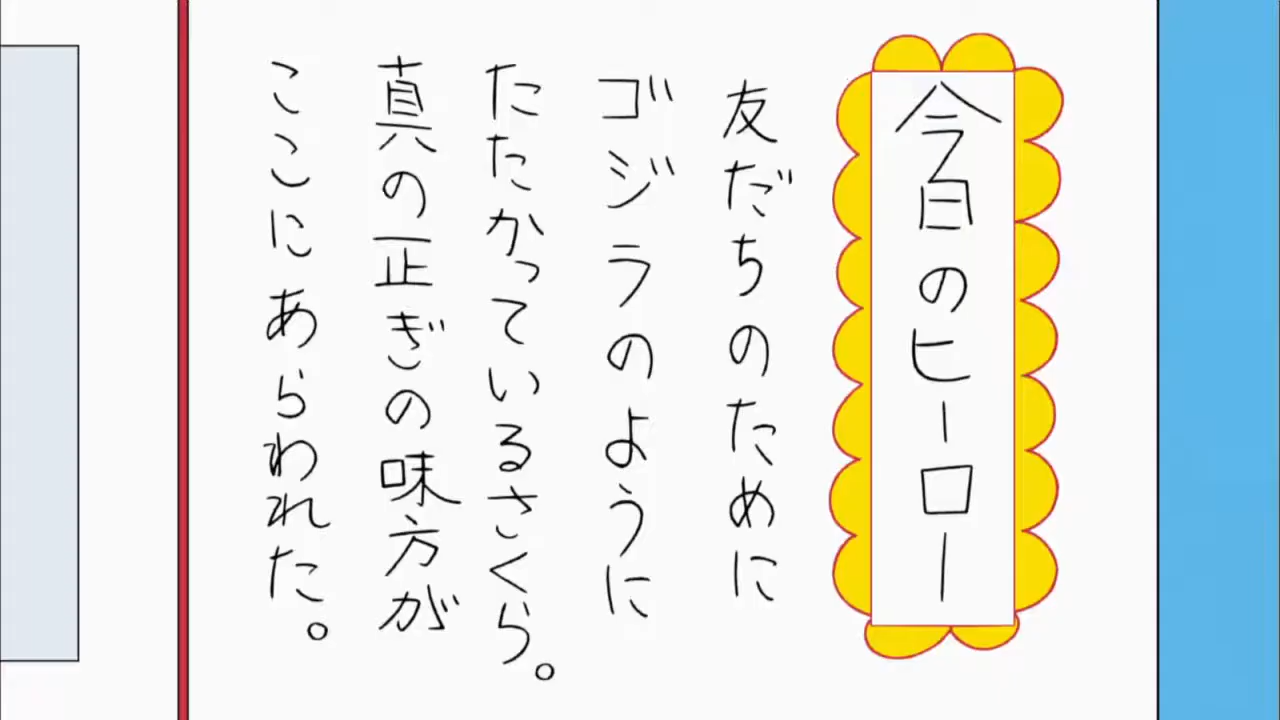 今日のヒーロー
友だちのために
ゴジラのように
たたかっているさくら。
真の正ぎの味方が
ここにあらわれた。